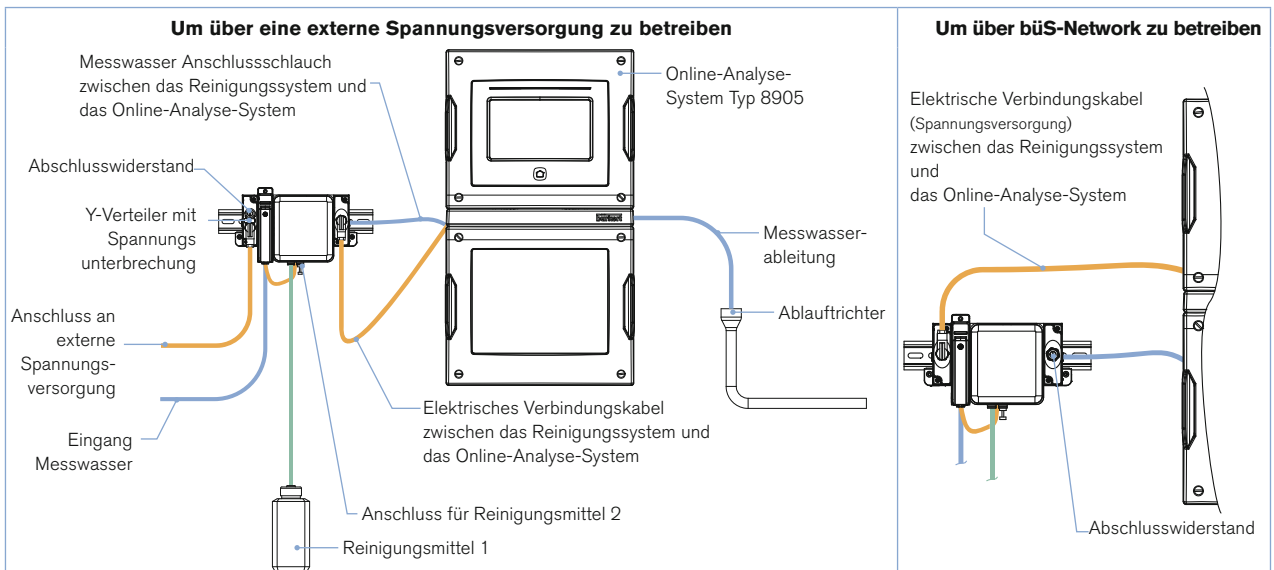 Um über eine externe Spannungsversorgung zu betreiben
Messwasser Anschlussschlauch
zwischen das Reinigungssystem und
das Online-Analyse-System
Online-Analyse-
System Typ 8905
Abschlusswiderstand
Y-Verteiler mit
Spannungs
unterbrechung
Messwasser-
ableitung
Ablauftrichter
Anschluss an
externe
Spannungs-
versorgung
Eingang
Messwasser
Elektrisches Verbindungskabel
zwischen das Reinigungssystem und
das Online-Analyse-System
Anschluss für Reinigungsmittel 2
Reinigungsmittel 1
Um über büS-Network zu betreiben
Elektrische Verbindungskabel
(Spannungsversorgung)
zwischen das Reinigungssystem
und
das Online-Analyse-System
Abschlusswiderstand